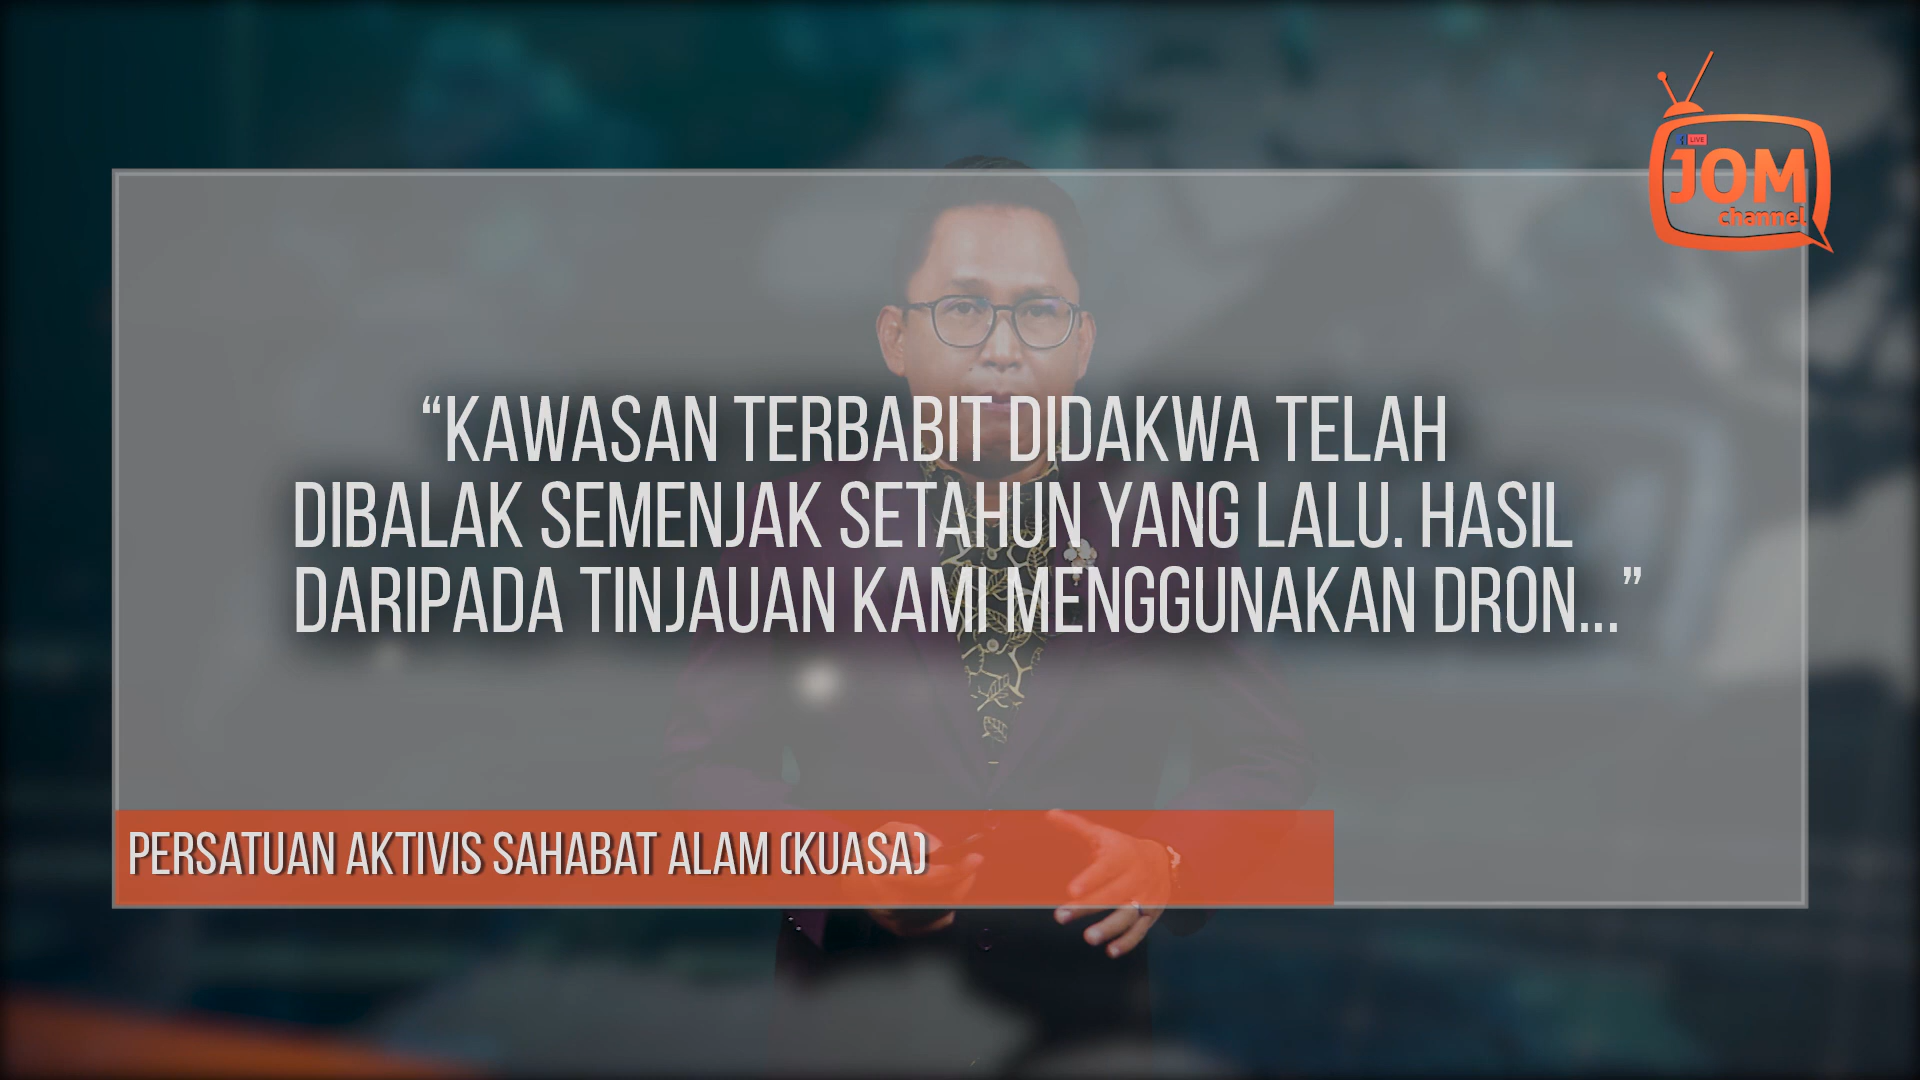 LIVE
JOM
channel
“KAWASAN TERBABIT DIDAKWA TELAH
DIBALAK SEMENJAK SETAHUN YANG LALU. HASIL
DARIPADA TINJAUAN KAMI MENGGUNAKAN DRON...”
PERSATUAN AKTIVIS SAHABAT ALAM (KUASA)